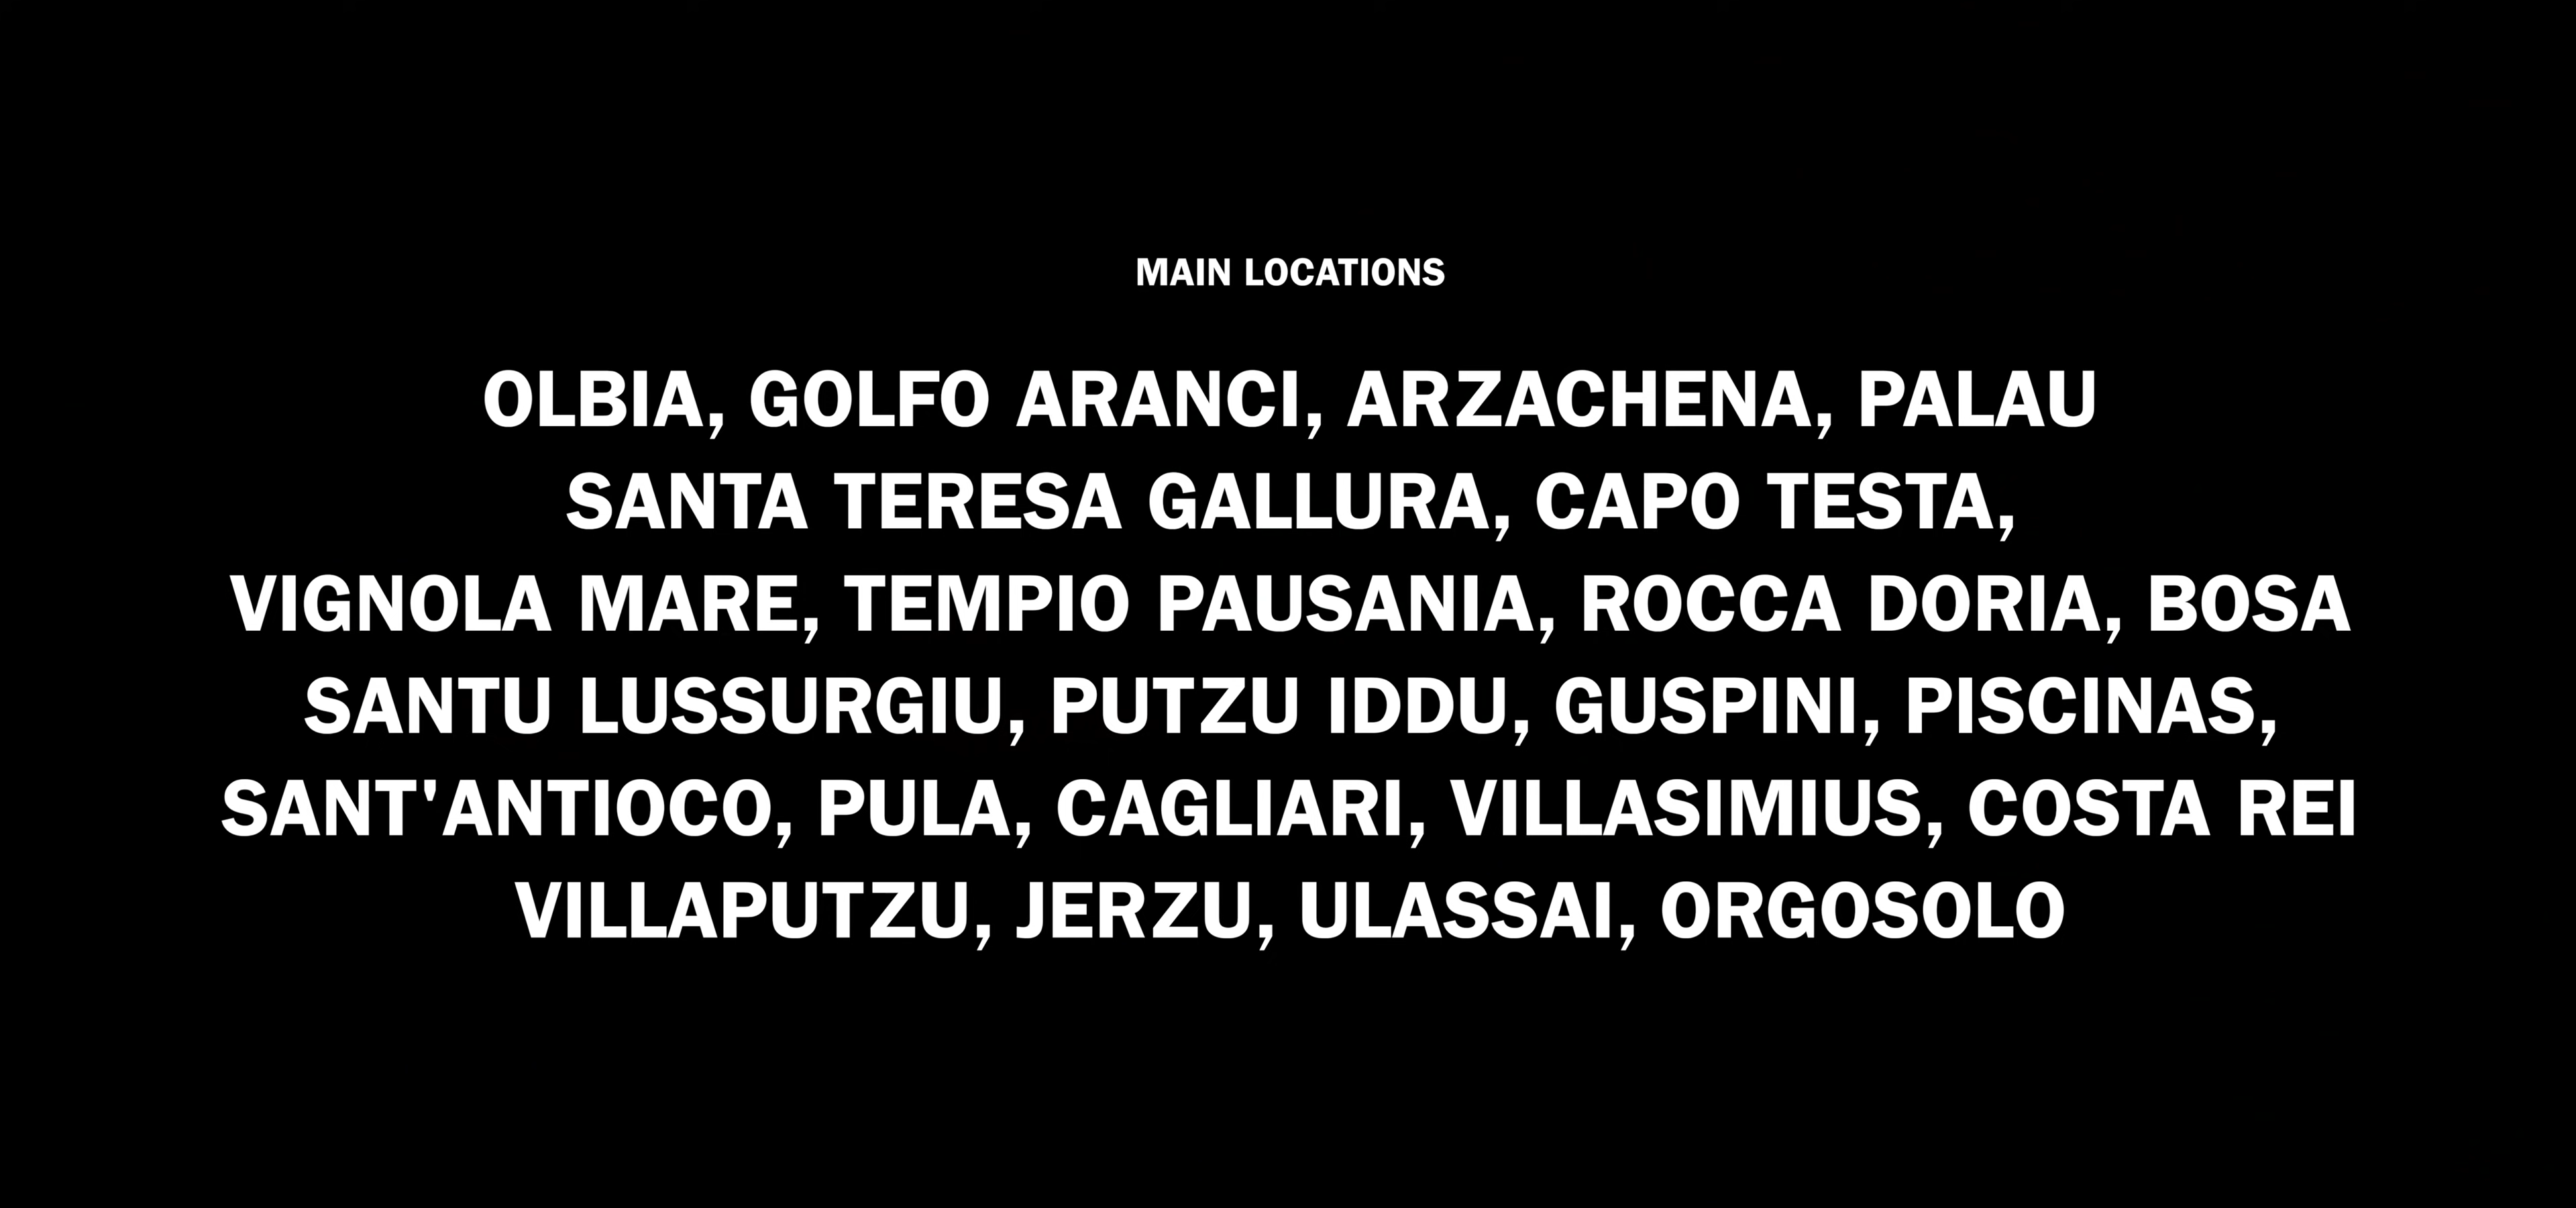 MAIN LOCATIONS
OLBIA, GOLFO ARANCI, ARZACHENA, PALAU
SANTA TERESA GALLURA, CAPO TESTA,
VIGNOLA MARE, TEMPIO PAUSANIA, ROCCA DORIA, BOSA
SANTU LUSSURGIU, PUTZU IDDU, GUSPINI, PISCINAS,
SANT'ANTIOCO, PULA, CAGLIARI, VILLASIMIUS, COSTA REI
VILLAPUTZU, JERZU, ULASSAI, ORGOSOLO